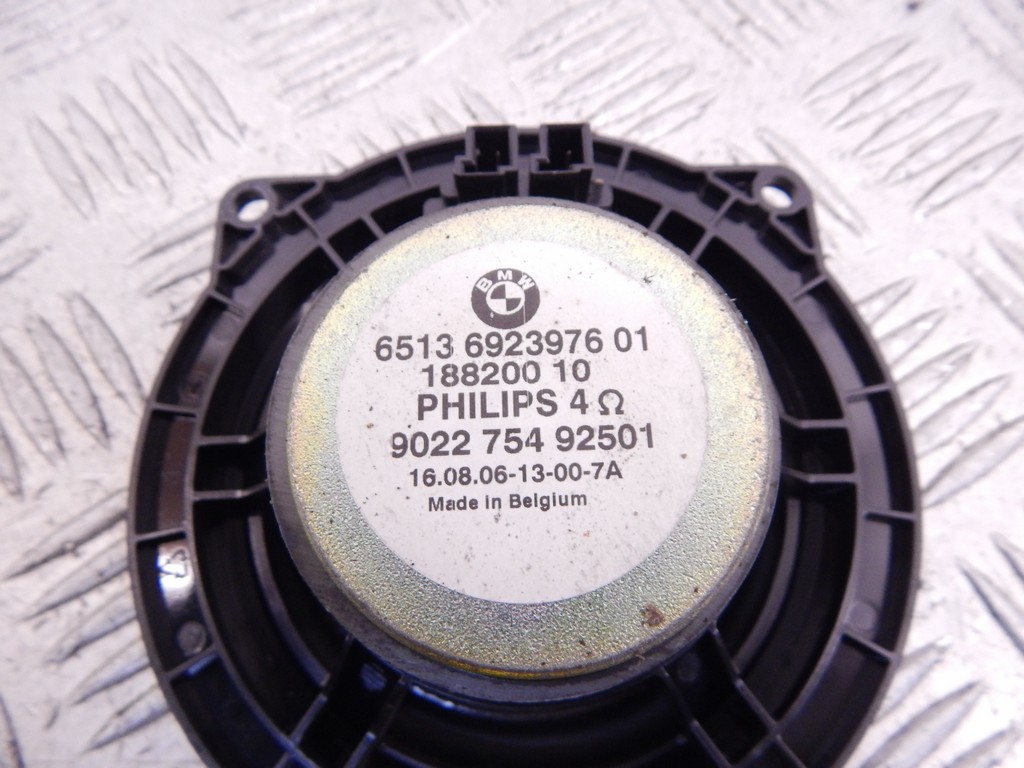 BMW
6513 6923976 01
188200 10
PHILIPS 4 Ω
9022 754 92501
16.08.06-13-00-7A
Made in Belgium